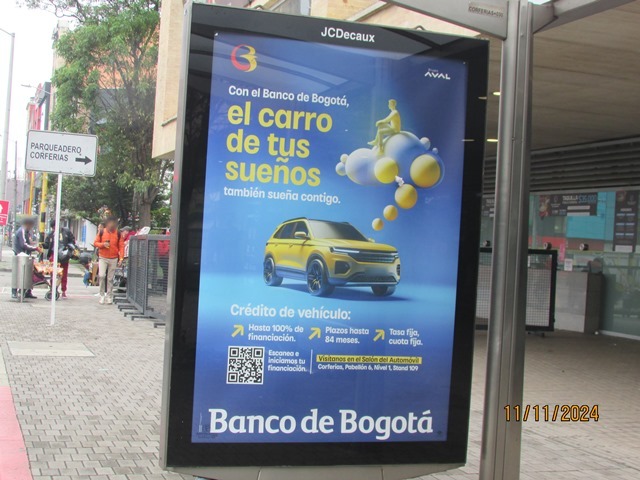 CORFERIAS
JCDecaux
AVAL
Con el Banco de Bogotá,
el carro
de tus
sueños
también sueña contigo.
PARQUEADERO
CORFERIAS
Crédito de vehículo:
Hasta 100% de
financiación.
Plazos hasta
84 meses.
Tasa fija,
cuota fija.
Escanea e
iniciamos tu
financiación.
Visítanos en el Salón del Automóvil
Corferias, Pabellón 6, Nivel 1, Stand 109
Banco de Bogotá
11/11/2024